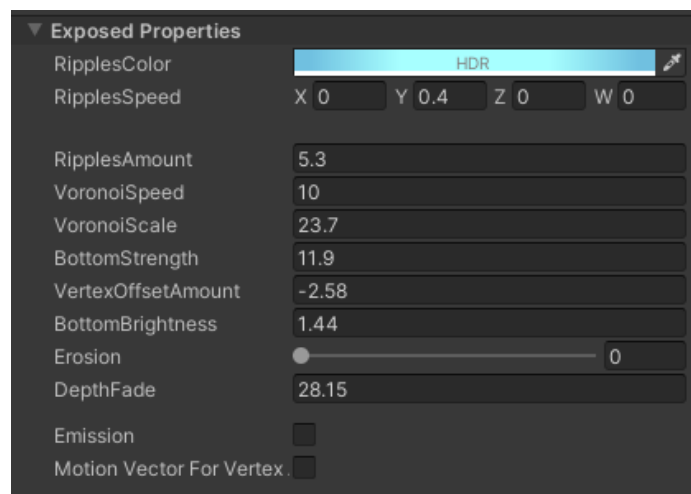 Exposed Properties
RipplesColor HDR
RipplesSpeed X 0 Y 0.4 Z 0 W 0
RipplesAmount 5.3
VoronoiSpeed 10
VoronoiScale 23.7
BottomStrength 11.9
VertexOffsetAmount -2.58
BottomBrightness 1.44
Erosion 0
DepthFade 28.15
Emission
Motion Vector For Vertex .